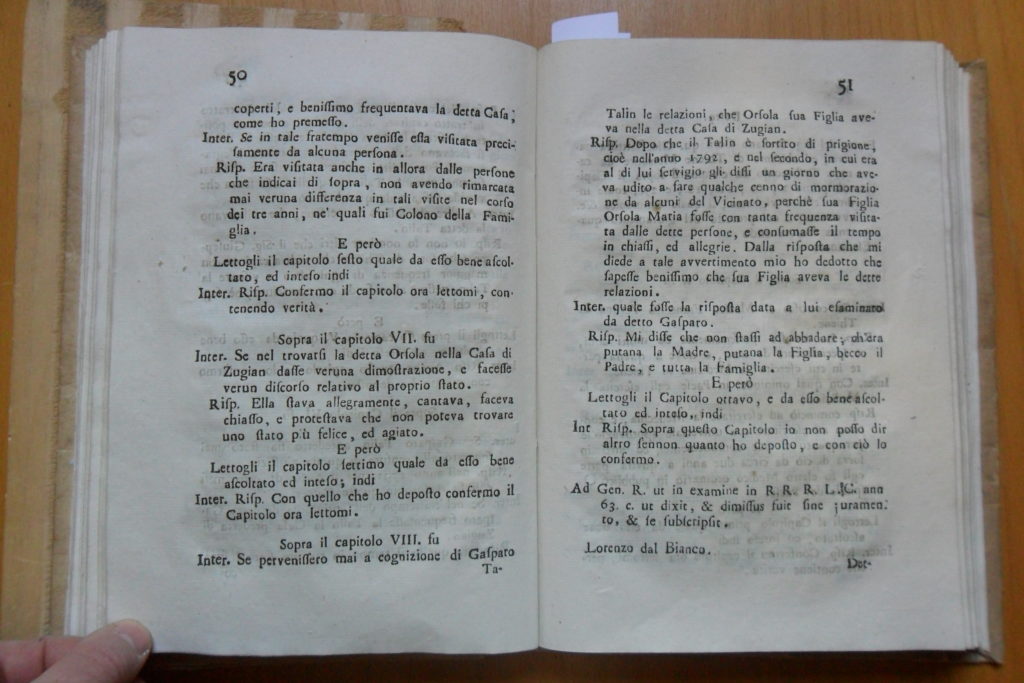 50
coperti, e beniſſimo frequentava la detta Caſa;
come ho premeſſo.
Inter. Se in tale fratempo veniſſe eſſa viſitata preci-
ſamente da alcuna perſona.
Riſp. Era viſitata anche in allora dalle perſone
che indicai di ſopra, non avendo rimarcata
mai veruna differenza in tali viſite nel corſo
dei tre anni, ne' quali fui Colono della Fami-
glia.
E però
Lettogli il capitolo ſeſto quale da eſſo bene aſcol-
tato, ed inteſo indi
Inter. Riſp. Confermo il capitolo ora lettomi, con-
tenendo verità.
Sopra il capitolo VII. fu
Inter. Se nel trovarſi la detta Orſola nella Caſa di
Zugian daſſe veruna dimoſtrazione, e faceſſe
verun diſcorſo relativo al proprio ſtato.
Riſp. Ella ſtava allegramente, cantava, faceva
chiaſſo, e proteſtava che non poteva trovare
uno ſtato più felice, ed agiato.
E però
Lettogli il capitolo ſettimo quale da eſſo bene
aſcoltato ed inteſo; indi
Inter. Riſp. Con quello che ho depoſto confermo il
Capitolo ora lettomi.
Sopra il capitolo VIII. fu
Inter. Se perveniſſero mai a cognizione di Gaſparo
Ta-
51
Talin le relazioni, che Orſola ſua Figlia ave-
va nella detta Caſa di Zugian.
Riſp. Dopo che il Talin è ſortito di prigione,
cioè nell'anno 1792, e nel ſecondo, in cui era
al di lui ſervigio gli diſſi un giorno che ave-
va udito a fare qualche cenno di mormorazio-
ne da alcuni del Vicinato, perchè ſua Figlia
Orſola Maria foſſe con tanta frequenza viſita-
ta dalle dette perſone, e conſumaſſe il tempo
in chiaſſi, ed allegrie. Dalla riſpoſta che mi
diede a tale avvertimento mio ho dedotto che
ſapeſſe beniſſimo che ſua Figlia aveva le dette
relazioni.
Inter. quale foſſe la riſpoſta data a lui eſaminato
da detto Gaſparo.
Riſp. Mi diſſe che non ſtaſſi ad abbadare, ch'era
putana la Madre, putana la Figlia, becco il
Padre, e tutta la Famiglia.
E però
Lettogli il Capitolo ottavo, e da eſſo bene aſcol-
tato ed inteſo, indi
Int Riſp. Sopra queſto Capitolo io non poſſo dir
altro ſennon quanto ho depoſto, e con ciò lo
confermo.
Ad Gen. R. ut in examine in R. R. R. L.C. ann
63. c. ut dixit, & dimiſſus fuit ſine juramen-
to, & ſe ſubſcripſit.
Lorenzo dal Bianco.
Dot-